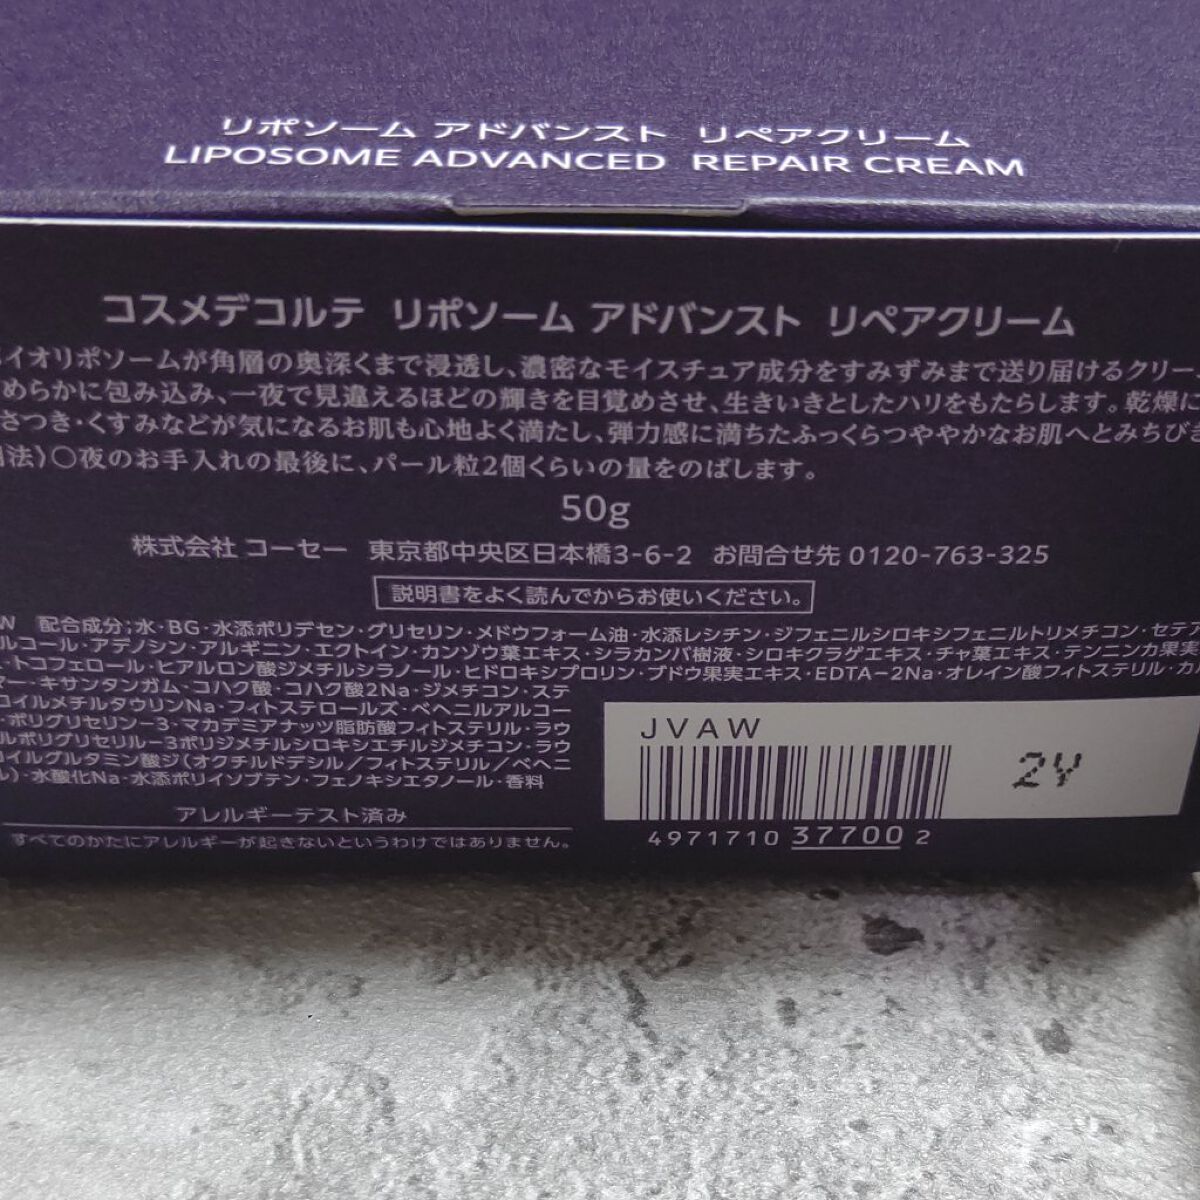 リポソーム アドバンスト リペアクリーム
LIPOSOME ADVANCED REPAIR CREAM
コスメデコルテ リポソーム アドバンスト リペアクリーム
イオリポソームが角層の奥深くまで浸透し、濃密なモイスチュア成分をすみずみまで送り届けるクリー
めらかに包み込み、一夜で見違えるほどの輝きを目覚めさせ、生きいきとしたハリをもたらします。乾燥に
さつき・くすみなどが気になるお肌も心地よく満たし、弾力感に満ちたふっくらつややかなお肌へとみちびき
法)○夜のお手入れの最後に、パール粒2個くらいの量をのばします。
50g
株式会社 コーセー 東京都中央区日本橋3-6-2 お問合せ先 0120-763-325
説明書をよく読んでからお使いください。
W 配合成分;水・BG・水添ポリデセン・グリセリン・メドウフォーム油・水添レシチン・ジフェニルシロキシフェニルトリメチコン・セテア
ルコール・アデノシン・アルギニン・エクトイン・カンゾウ葉エキス・シラカンバ樹液・シロキクラゲエキス・チャ葉エキス・テンニンカ果実
トコフェロール・ヒアルロン酸ジメチルシラノール・ヒドロキシプロリン・ブドウ果実エキス・EDTA-2Na・オレイン酸フィトステリル・カ
マー・キサンタンガム・コハク酸・コハク酸2Na・ジメチコン・ステ
ロイルメチルタウリンNa・フィトステロールズ・ベヘニルアルコー
・ポリグリセリン-3・マカデミアナッツ脂肪酸フィトステリル・ラウ
ルポリグリセリル-3ポリジメチルシロキシエチルジメチコン・ラウ
ロイルグルタミン酸ジ(オクチルドデシル/フィトステリル/ベヘニ
ル)・水酸化Na・水添ポリイソブテン・フェノキシエタノール・香料
アレルギーテスト済み
すべてのかたにアレルギーが起きないというわけではありません。
JVAW
2Y
4971710 37700 2